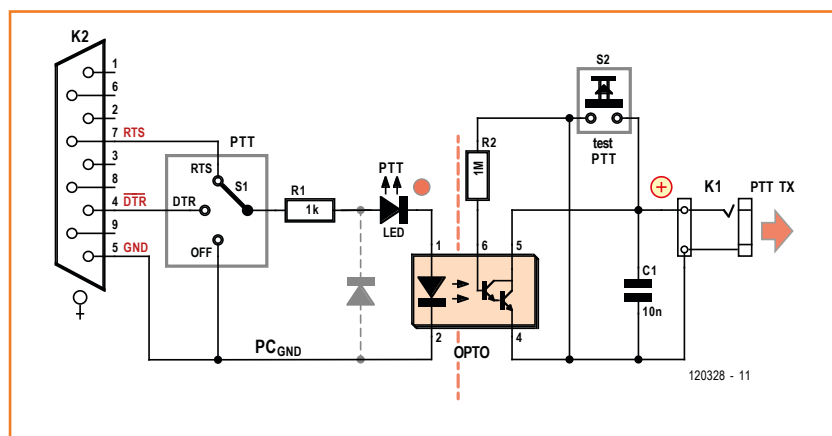 K2
1
6
2
7 RTS
3
8
4 DTR
9
5 GND
PTT
RTS
S1
DTR
OFF
R1
1k
PTT
LED
PCGND
1
2
6
5
4
OPTO
R2
1M
S2
test
PTT
+
K1
PTT TX
C1
10n
120328 - 11